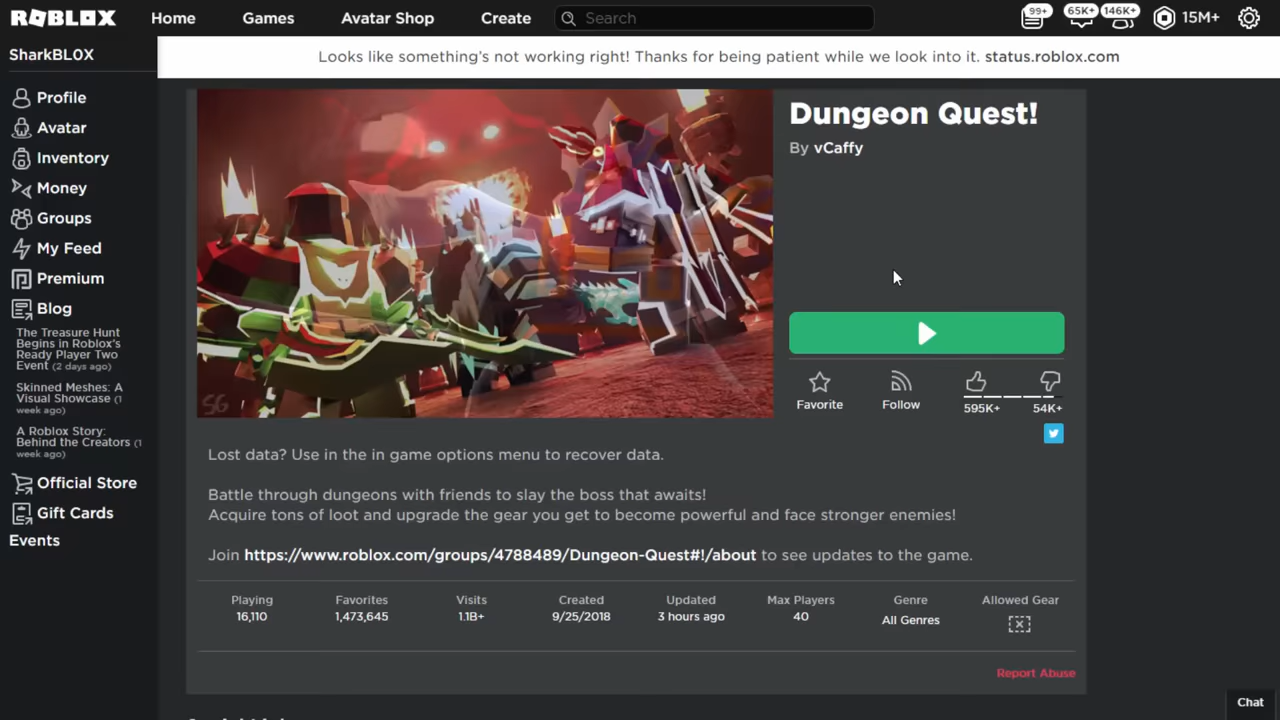 ROBLOX
Home
Games
Avatar Shop
Create
Search
99+
65K+
146K+
15M+
SharkBL0X
Looks like something's not working right! Thanks for being patient while we look into it. status.roblox.com
Profile
Avatar
Inventory
Money
Groups
My Feed
Premium
Blog
The Treasure Hunt
Begins in Roblox's
Ready Player Two
Event (2 days ago)
Skinned Meshes: A
Visual Showcase (1
week ago)
A Roblox Story:
Behind the Creators (1
week ago)
Official Store
Gift Cards
Events
SG
Dungeon Quest!
By vCaffy
Favorite
Follow
595K+
54K+
Lost data? Use in the in game options menu to recover data.
Battle through dungeons with friends to slay the boss that awaits!
Acquire tons of loot and upgrade the gear you get to become powerful and face stronger enemies!
Join https://www.roblox.com/groups/4788489/Dungeon-Quest#!/about to see updates to the game.
Playing
16,110
Favorites
1,473,645
Visits
1.1B+
Created
9/25/2018
Updated
3 hours ago
Max Players
40
Genre
All Genres
Allowed Gear
Report Abuse
Chat